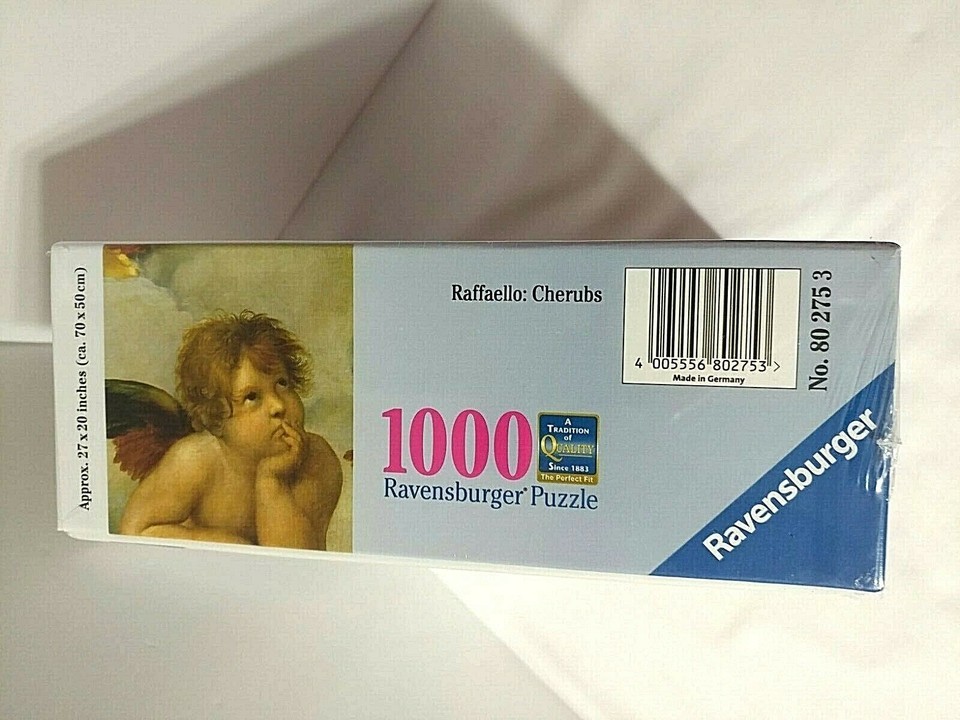 Approx. 27 x 20 inches (ca. 70 x 50 cm)
Raffaello: Cherubs
4 005556 802753 >
Made in Germany
No. 80 275 3
1000
A
TRADITION
of
QUALITY
Since 1883
The Perfect Fit
Ravensburger® Puzzle
Ravensburger